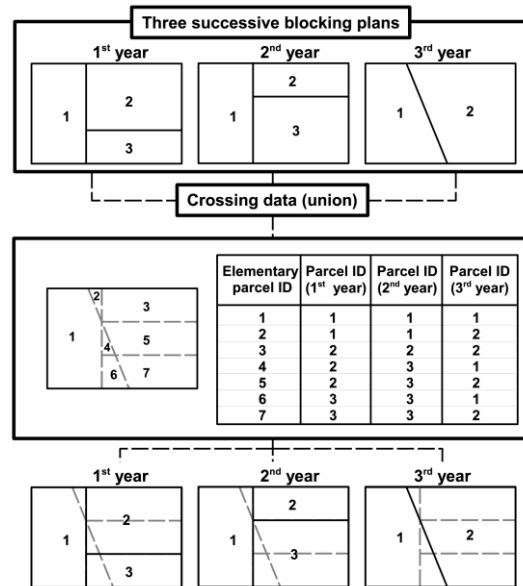 Three successive blocking plans
1st year
2nd year
3rd year
1
2
3
1
2
3
1
2
Crossing data (union)
2
3
1
5
4
6
7
Elementary parcel ID | Parcel ID (1st year) | Parcel ID (2nd year) | Parcel ID (3rd year)
1 1 1 1
2 1 1 2
3 2 2 2
4 2 3 1
5 2 3 2
6 3 3 1
7 3 3 2
1st year
2nd year
3rd year
1
2
3
1
2
3
1
2